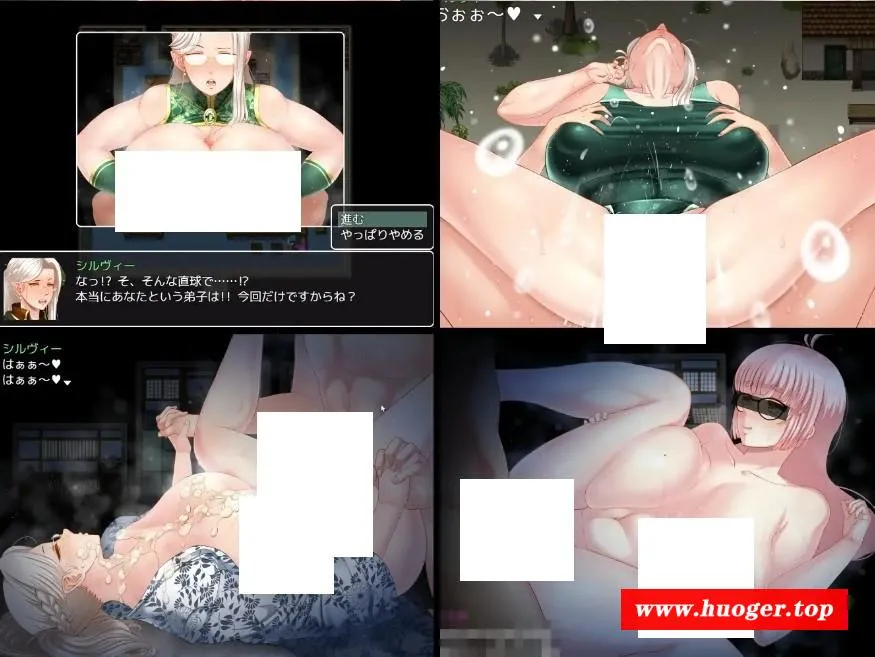 おぉぉ～♥
進む
やっぱりやめる
シルヴィー
なっ!? そ、そんな直球で……!?
本当にあなたという弟子は!! 今回だけですからね？
シルヴィー
はぁぁ～♥
はぁぁ～♥
www.huoger.top